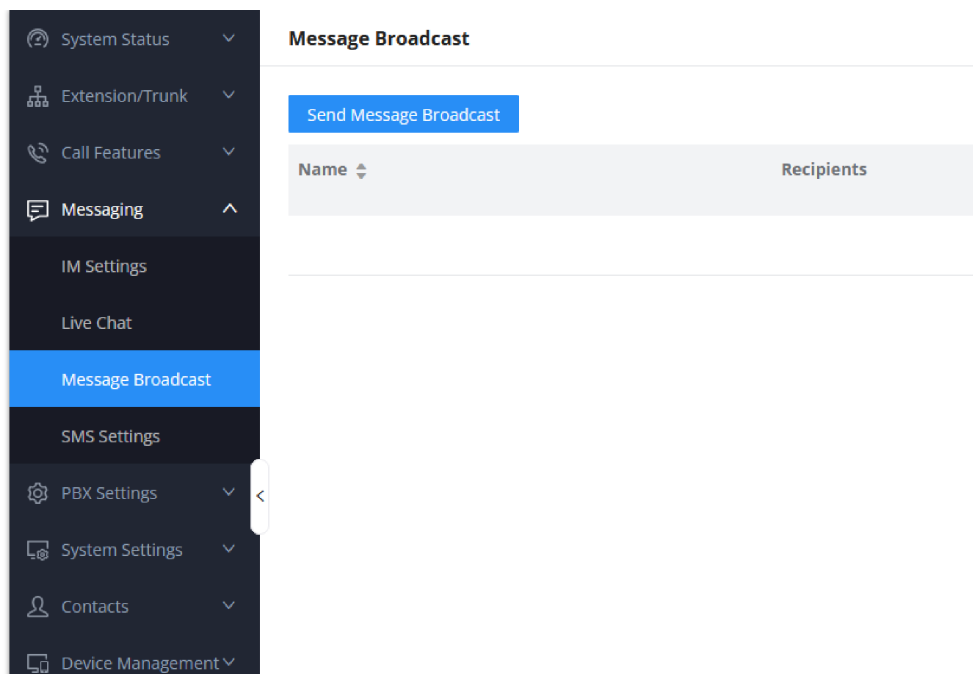 System Status
Extension/Trunk
Call Features
Messaging
IM Settings
Live Chat
Message Broadcast
SMS Settings
PBX Settings
System Settings
Contacts
Device Management
Message Broadcast
Send Message Broadcast
Name Recipients